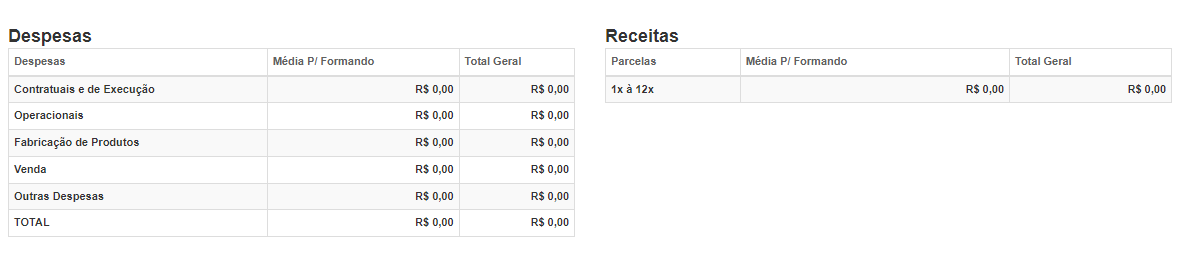 Despesas
Despesas Média P/ Formando Total Geral
Contratuais e de Execução R$ 0,00 R$ 0,00
Operacionais R$ 0,00 R$ 0,00
Fabricação de Produtos R$ 0,00 R$ 0,00
Venda R$ 0,00 R$ 0,00
Outras Despesas R$ 0,00 R$ 0,00
TOTAL R$ 0,00 R$ 0,00
Receitas
Parcelas Média P/ Formando Total Geral
1x à 12x R$ 0,00 R$ 0,00